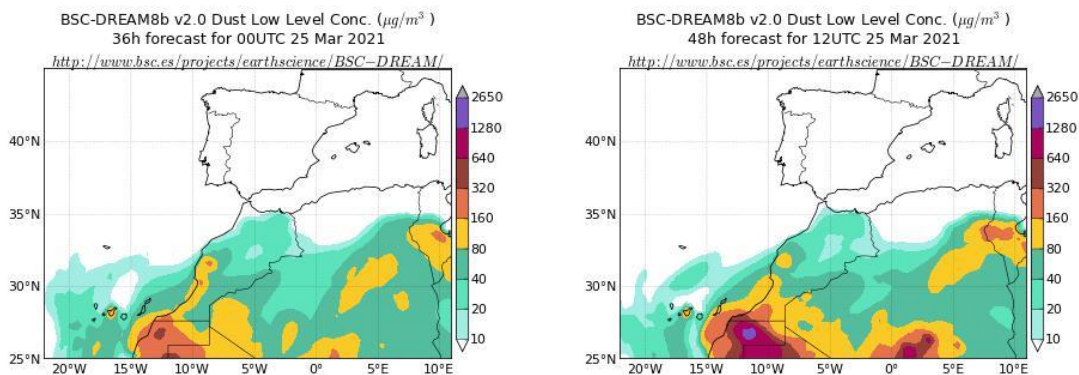 BSC-DREAM8b v2.0 Dust Low Level Conc. (μg/m³ )
36h forecast for 00UTC 25 Mar 2021
http://www.bsc.es/projects/earthscience/BSC−DREAM/
40°N
35°N
30°N
25°N
20°W
15°W
10°W
5°W
0°
5°E
10°E
2650
1280
640
320
160
80
40
20
10
BSC-DREAM8b v2.0 Dust Low Level Conc. (μg/m³ )
48h forecast for 12UTC 25 Mar 2021
http://www.bsc.es/projects/earthscience/BSC−DREAM/
40°N
35°N
30°N
25°N
20°W
15°W
10°W
5°W
0°
5°E
10°E
2650
1280
640
320
160
80
40
20
10